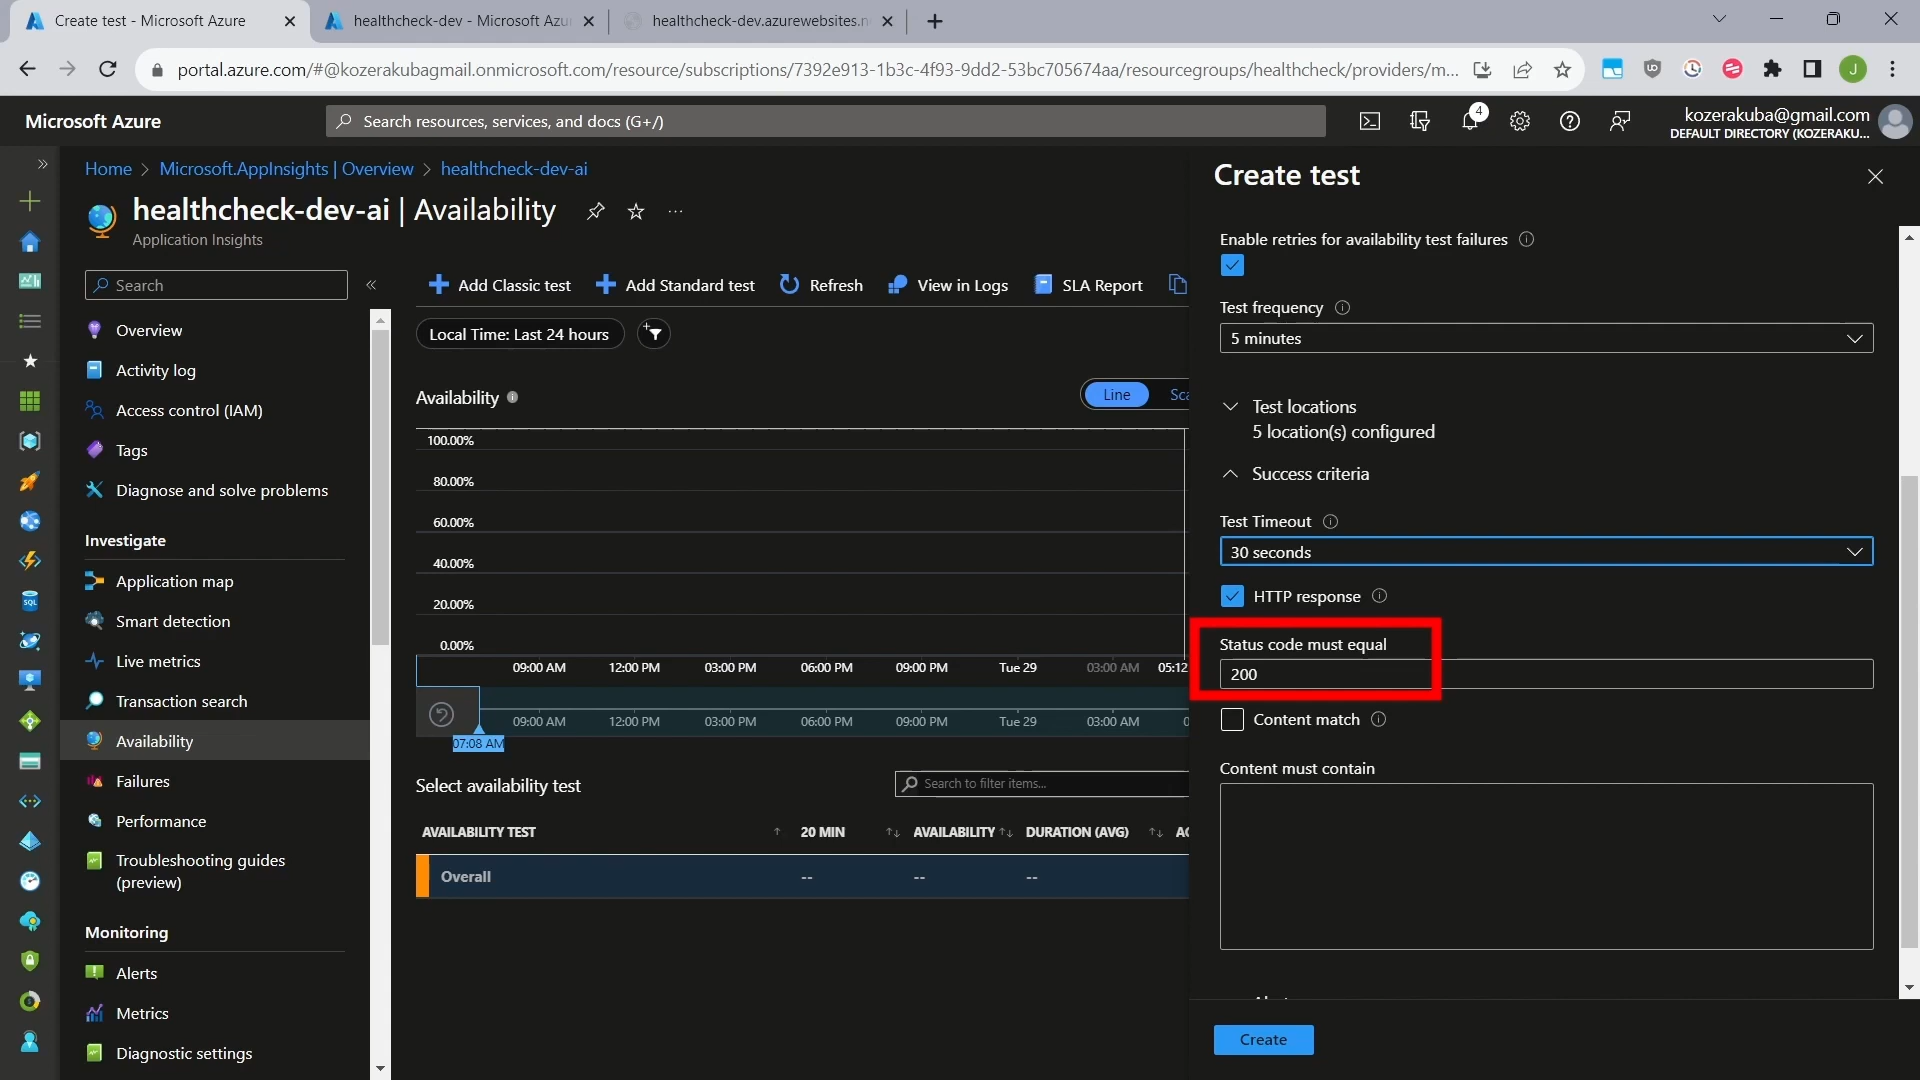 Create test - Microsoft Azure
healthcheck-dev - Microsoft Azu
healthcheck-dev.azurewebsites.n
portal.azure.com/#@kozerakubagmail.onmicrosoft.com/resource/subscriptions/7392e913-1b3c-4f93-9dd2-53bc705674aa/resourcegroups/healthcheck/providers/m...
J
Microsoft Azure
Search resources, services, and docs (G+/)
4
kozerakuba@gmail.com
DEFAULT DIRECTORY (KOZERAKU...
Home > Microsoft.AppInsights | Overview > healthcheck-dev-ai
healthcheck-dev-ai | Availability
Application Insights
Search
Overview
Activity log
Access control (IAM)
Tags
Diagnose and solve problems
Investigate
Application map
Smart detection
Live metrics
Transaction search
Availability
Failures
Performance
Troubleshooting guides
(preview)
Monitoring
Alerts
Metrics
Diagnostic settings
SQL
Add Classic test
Add Standard test
Refresh
View in Logs
SLA Report
Local Time: Last 24 hours
Availability
Line
Sca
100.00%
80.00%
60.00%
40.00%
20.00%
0.00%
09:00 AM 12:00 PM 03:00 PM 06:00 PM 09:00 PM Tue 29 03:00 AM 05:12
09:00 AM 12:00 PM 03:00 PM 06:00 PM 09:00 PM Tue 29 03:00 AM 0
07:08 AM
Select availability test
Search to filter items...
AVAILABILITY TEST 20 MIN AVAILABILITY DURATION (AVG)
Overall -- -- --
Create test
Enable retries for availability test failures
Test frequency
5 minutes
Test locations
5 location(s) configured
Success criteria
Test Timeout
30 seconds
HTTP response
Status code must equal
200
Content match
Content must contain
Create